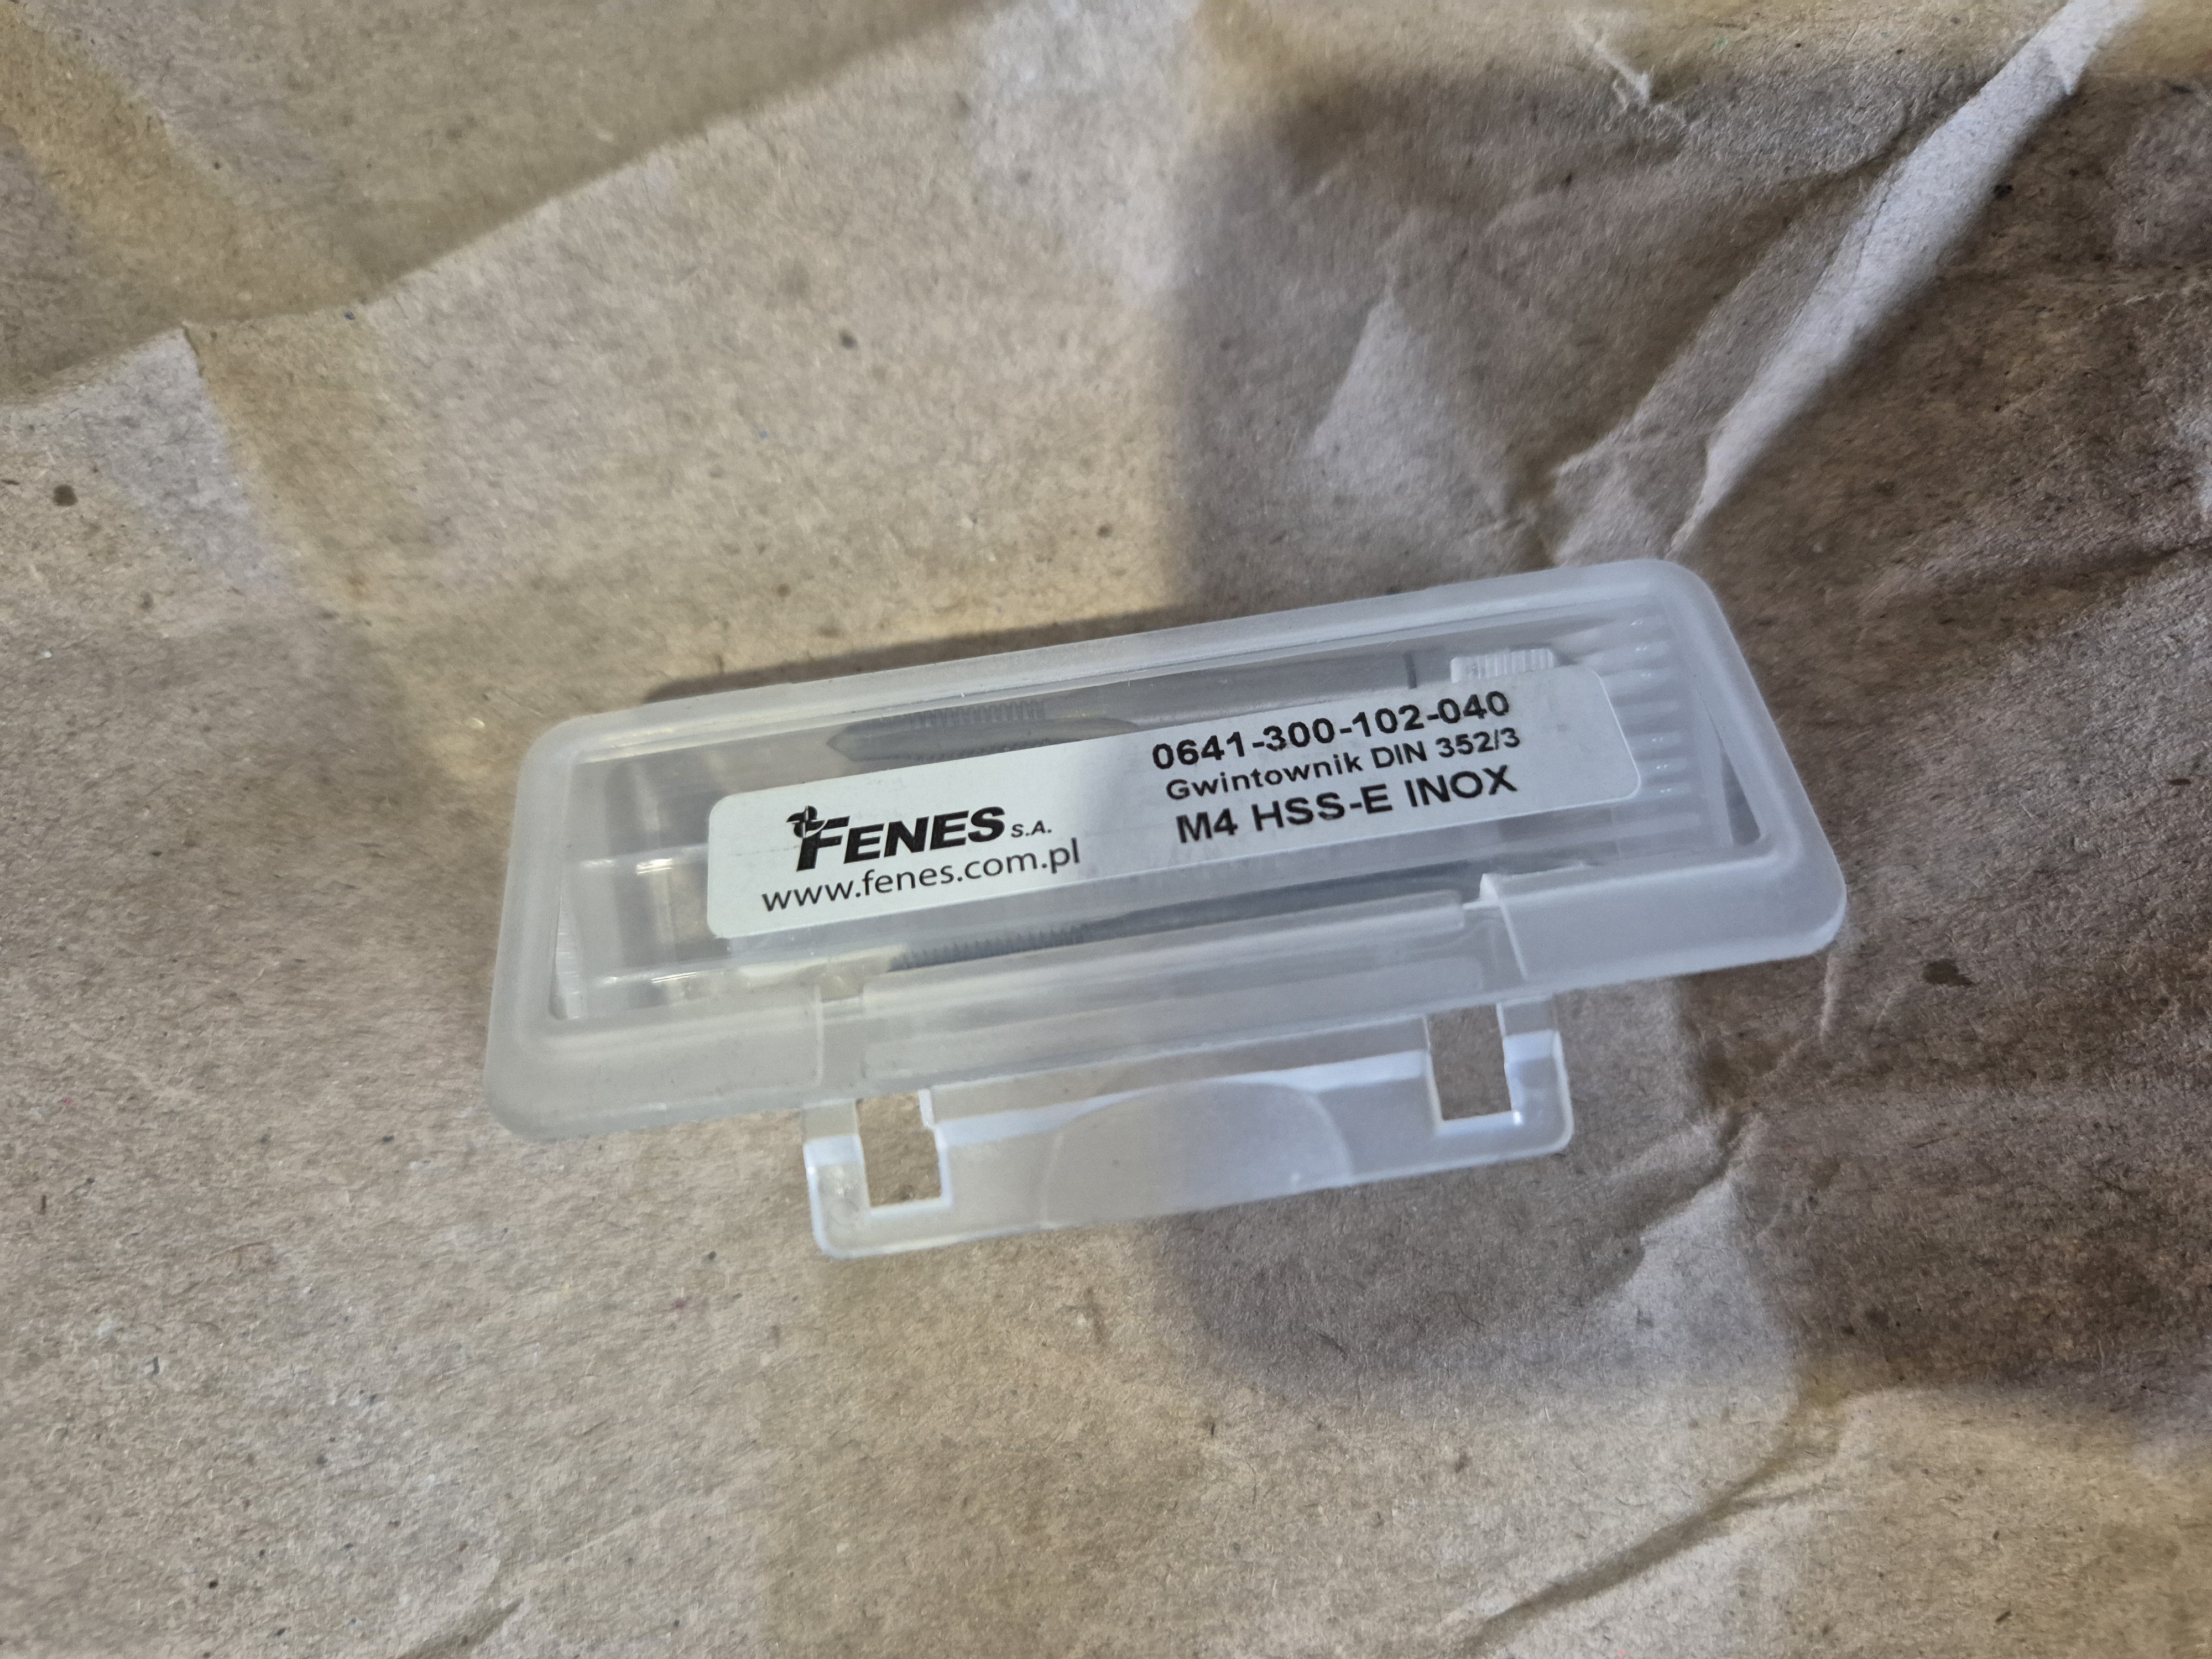 FENES S.A.
www.fenes.com.pl
0641-300-102-040
Gwintownik DIN 352/3
M4 HSS-E INOX